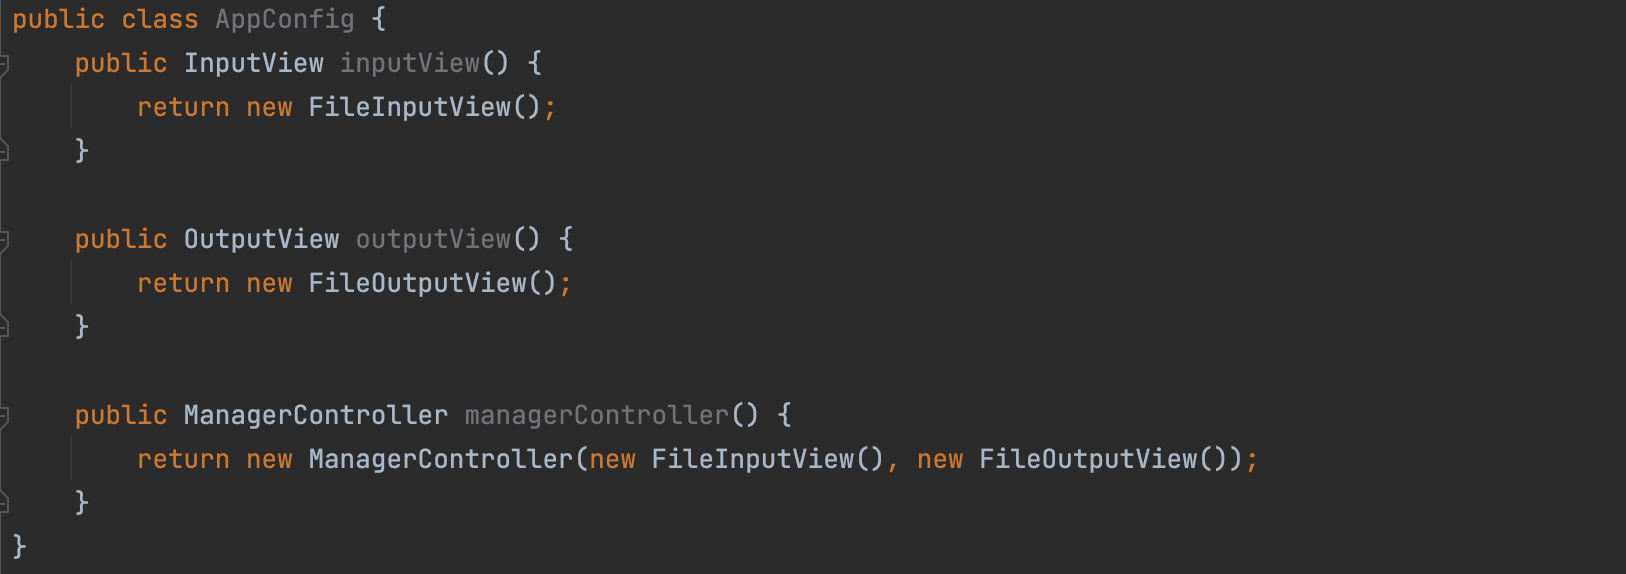 public class AppConfig {
    public InputView inputView() {
        return new FileInputView();
    }
    public OutputView outputView() {
        return new FileOutputView();
    }
    public ManagerController managerController() {
        return new ManagerController(new FileInputView(), new FileOutputView());
    }
}